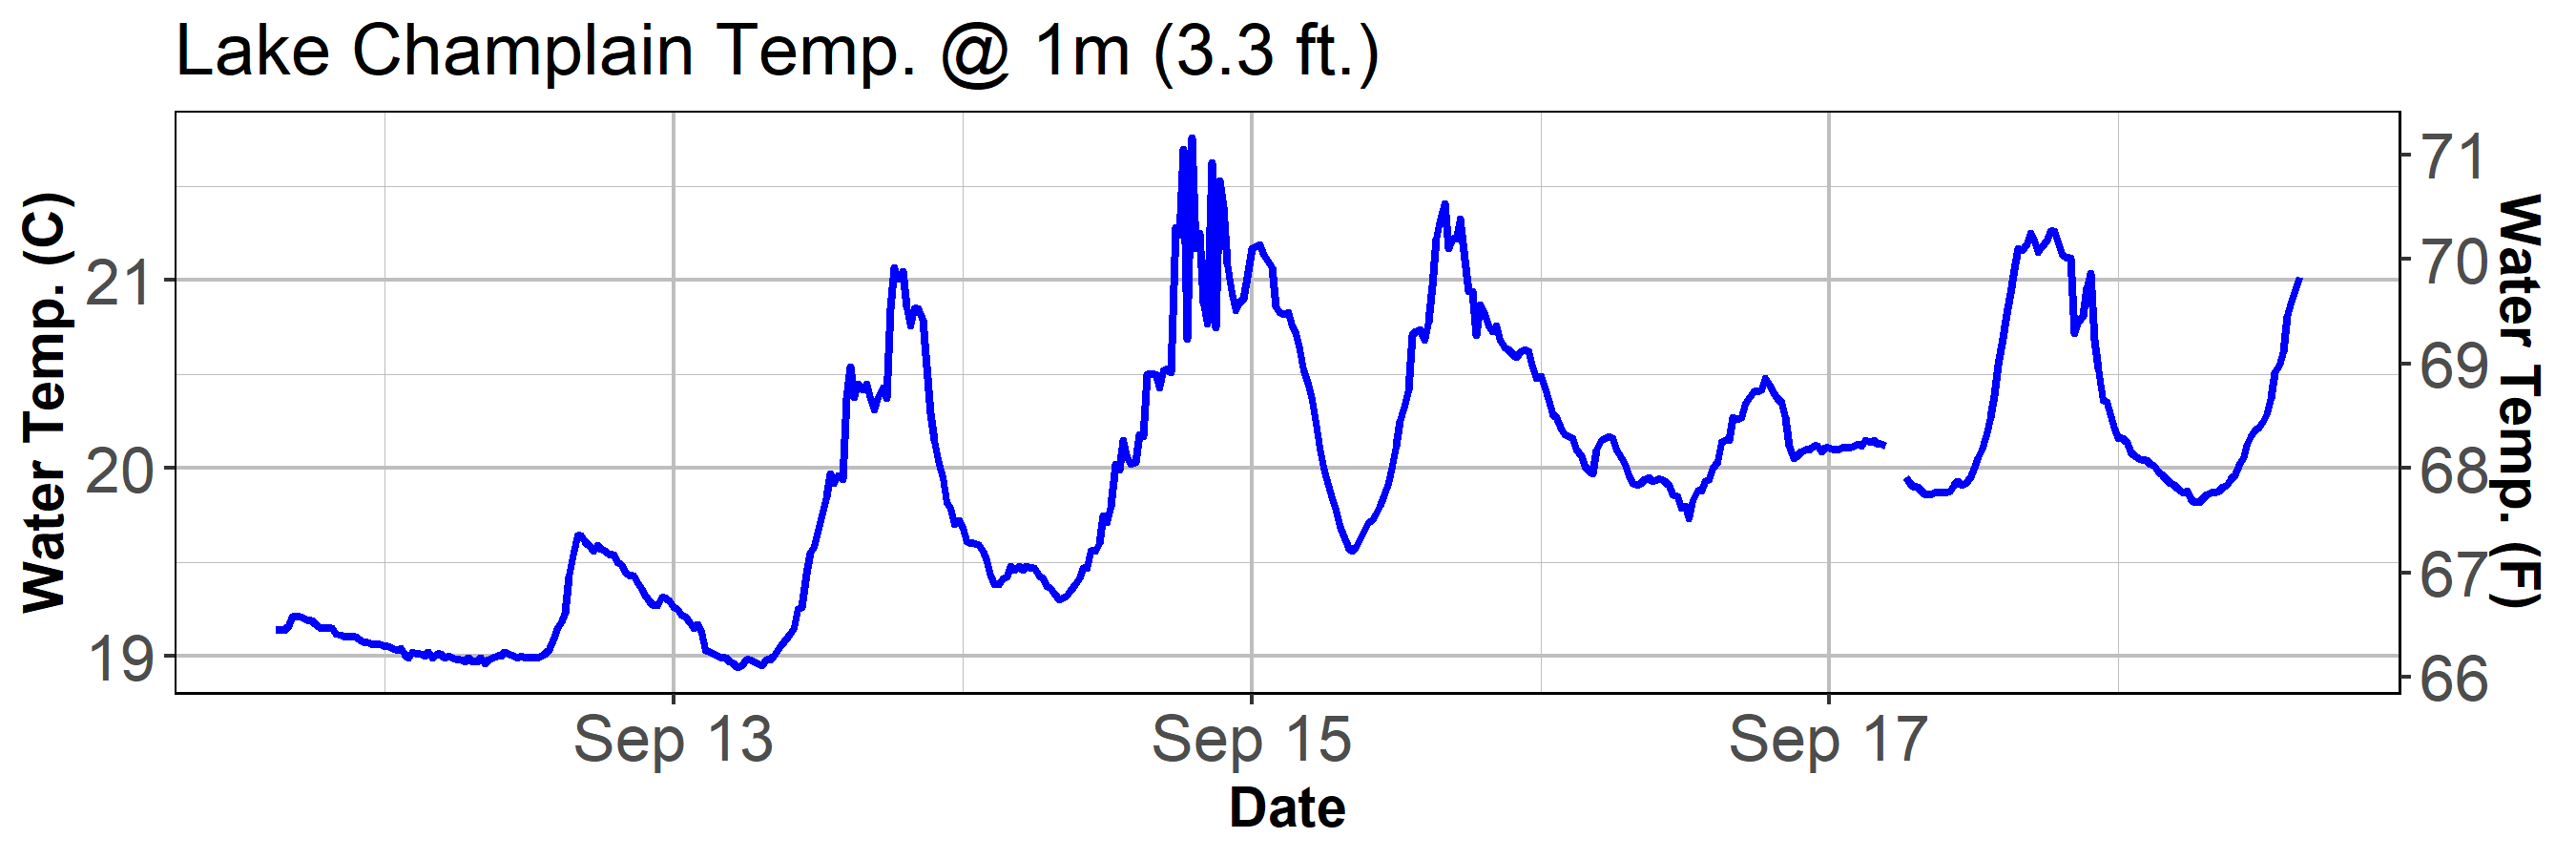 Lake Champlain Temp. @ 1m (3.3 ft.)
Water Temp. (C)
21
20
19
71
70
69
68
67
66
Water Temp. (F)
Sep 13
Sep 15
Sep 17
Date